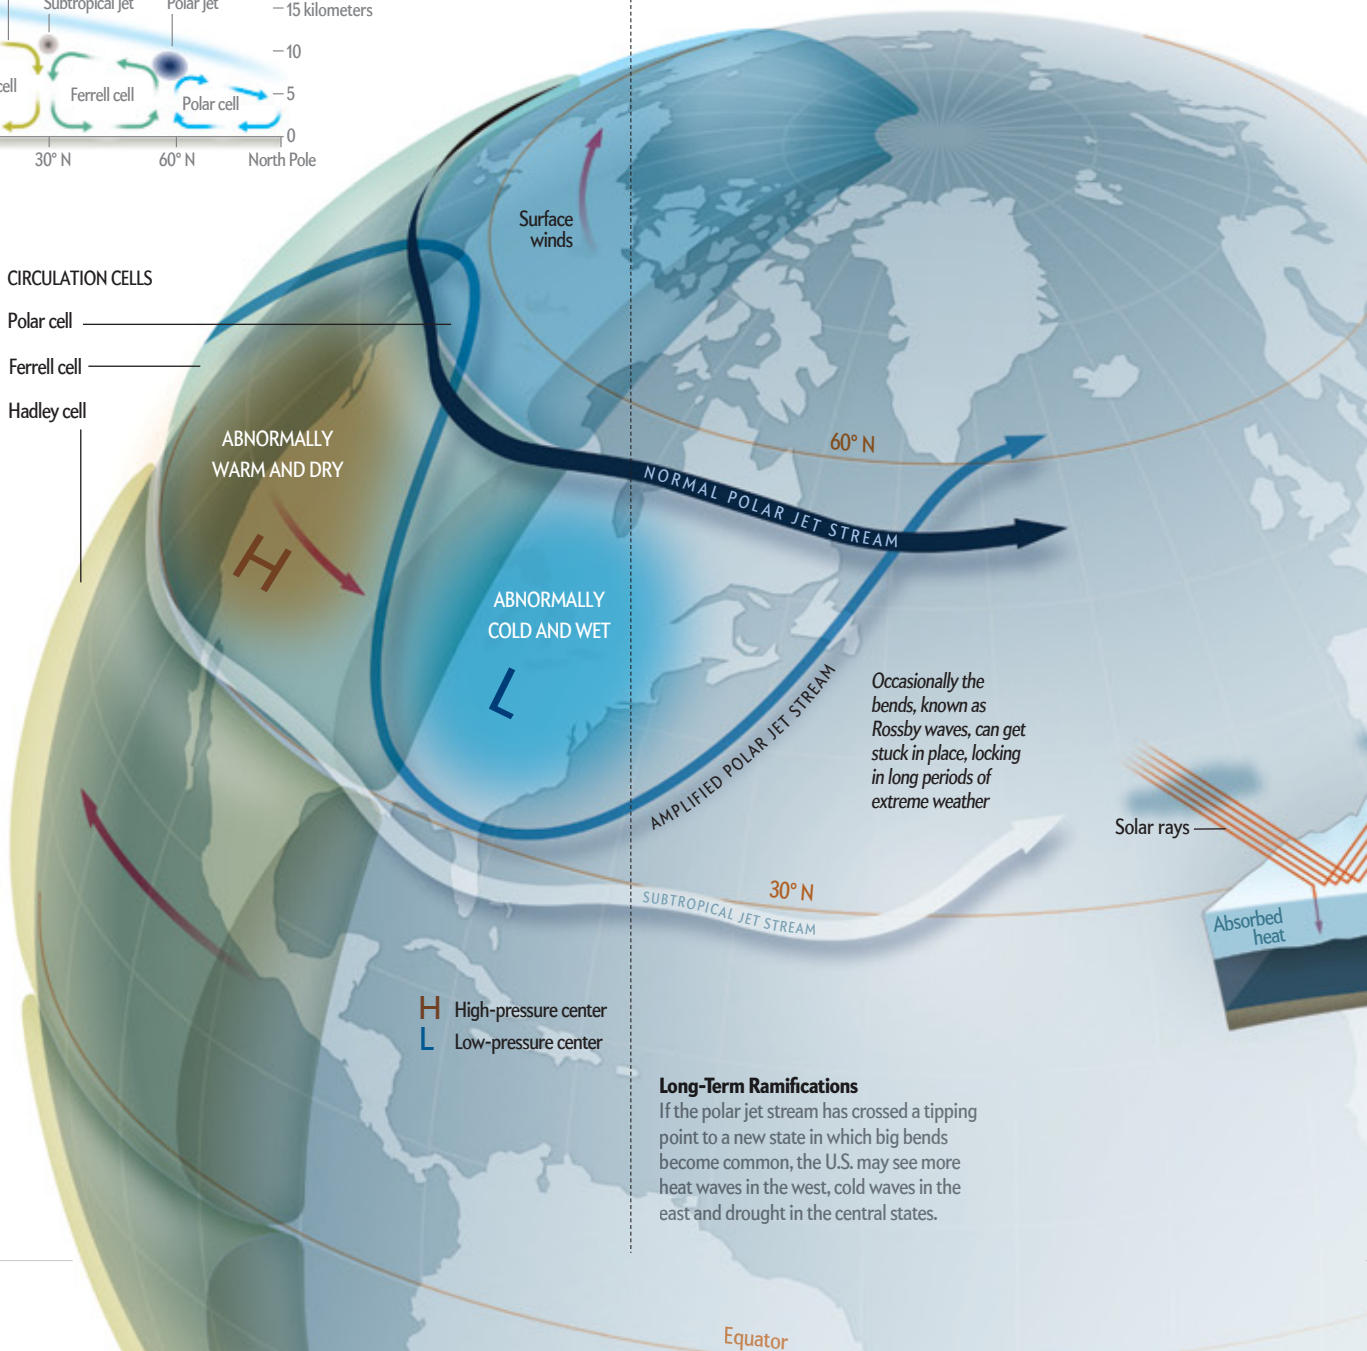 Subtropical jet
Polar jet
15 kilometers
10
5
0
cell
Ferrell cell
Polar cell
30° N
60° N
North Pole
Surface
winds
CIRCULATION CELLS
Polar cell
Ferrell cell
Hadley cell
ABNORMALLY
WARM AND DRY
H
60° N
NORMAL POLAR JET STREAM
ABNORMALLY
COLD AND WET
L
AMPLIFIED POLAR JET STREAM
Occasionally the
bends, known as
Rossby waves, can get
stuck in place, locking
in long periods of
extreme weather
Solar rays
Absorbed
heat
30° N
SUBTROPICAL JET STREAM
H High-pressure center
L Low-pressure center
Long-Term Ramifications
If the polar jet stream has crossed a tipping
point to a new state in which big bends
become common, the U.S. may see more
heat waves in the west, cold waves in the
east and drought in the central states.
Equator